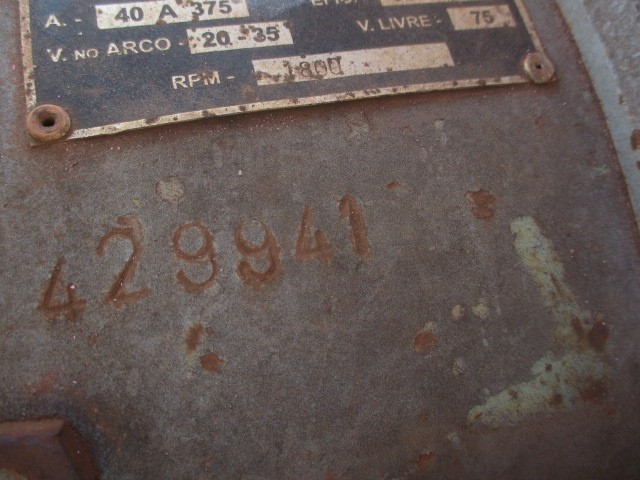 A. - 40 A 375
V. NO ARCO - 20 - 35 V. LIVRE - 75
RPM - 1800
429941